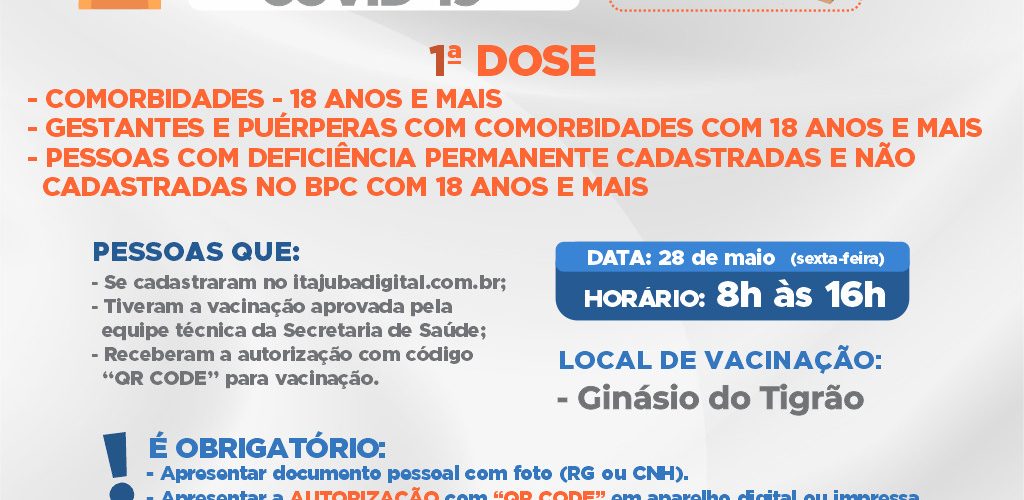 COVID-19
1ª DOSE
- COMORBIDADES - 18 ANOS E MAIS
- GESTANTES E PUÉRPERAS COM COMORBIDADES COM 18 ANOS E MAIS
- PESSOAS COM DEFICIÊNCIA PERMANENTE CADASTRADAS E NÃO
CADASTRADAS NO BPC COM 18 ANOS E MAIS
PESSOAS QUE:
- Se cadastraram no itajubadigital.com.br;
- Tiveram a vacinação aprovada pela
equipe técnica da Secretaria de Saúde;
- Receberam a autorização com código
“QR CODE” para vacinação.
DATA: 28 de maio (sexta-feira)
HORÁRIO: 8h às 16h
LOCAL DE VACINAÇÃO:
- Ginásio do Tigrão
! É OBRIGATÓRIO:
- Apresentar documento pessoal com foto (RG ou CNH).
- Apresentar a AUTORIZAÇÃO com “QR CODE” em aparelho digital ou impressa